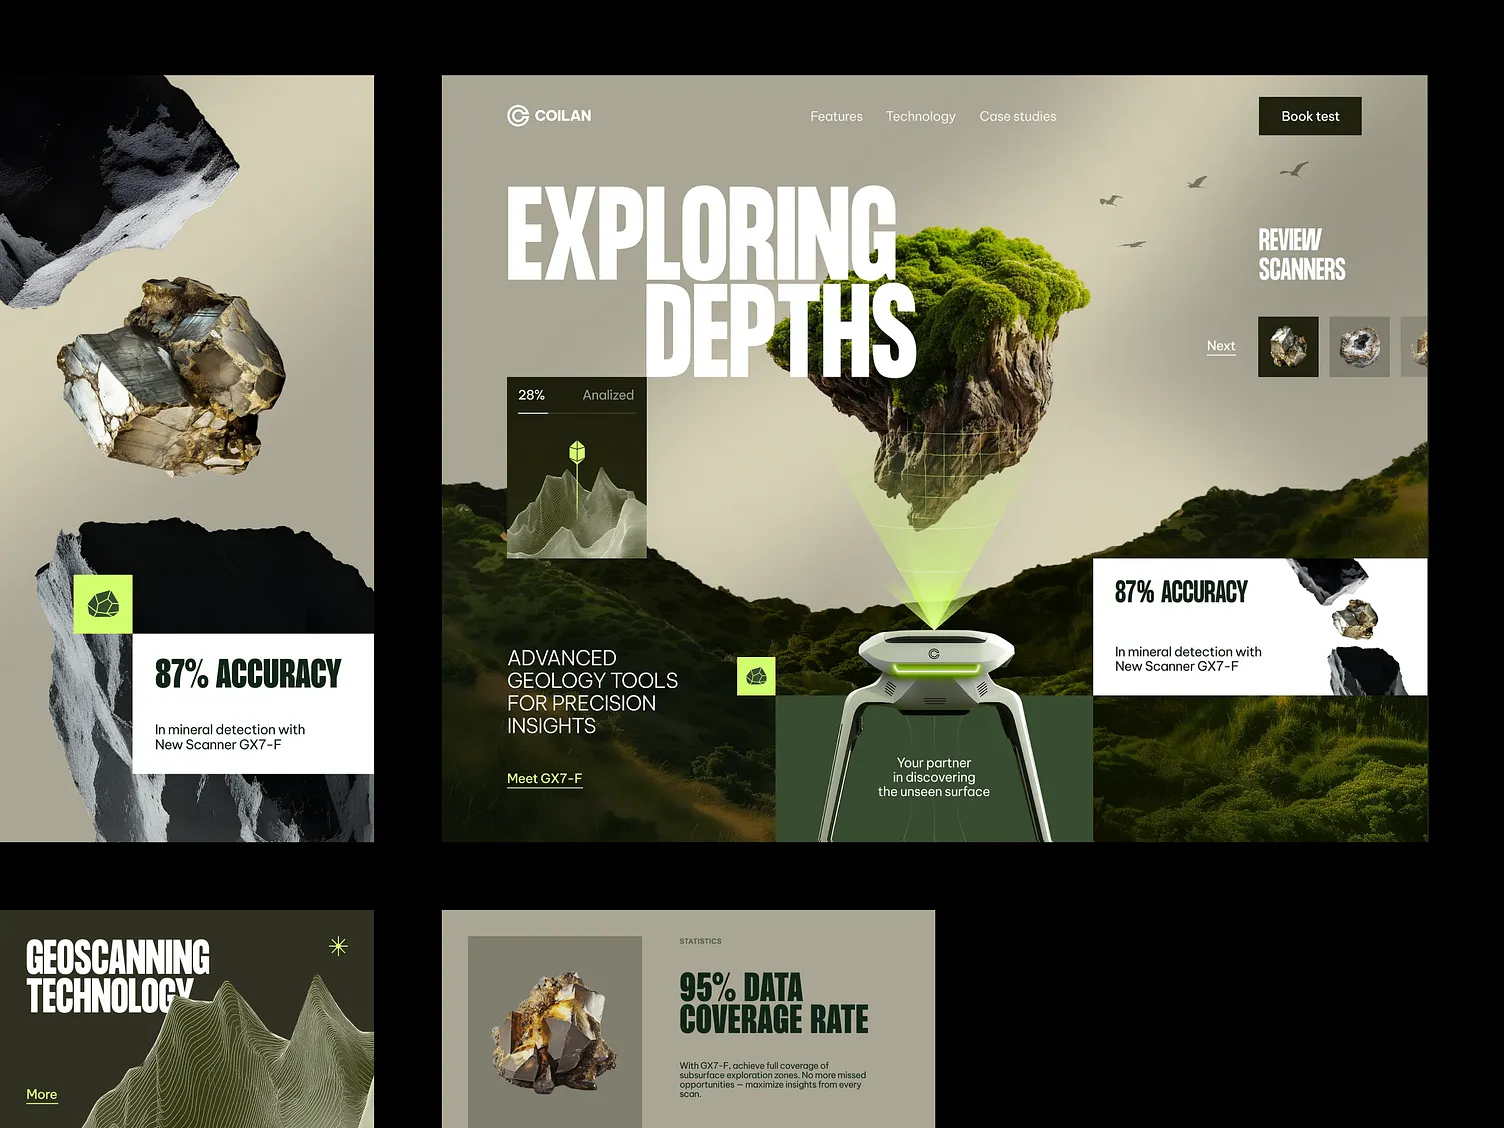 87% ACCURACY
In mineral detection with
New Scanner GX7-F
COILAN
Features
Technology
Case studies
Book test
EXPLORING
DEPTHS
REVIEW
SCANNERS
Next
28%
Analized
87% ACCURACY
In mineral detection with
New Scanner GX7-F
ADVANCED
GEOLOGY TOOLS
FOR PRECISION
INSIGHTS
Meet GX7-F
Your partner
in discovering
the unseen surface
GEOSCANNING
TECHNOLOGY
More
STATISTICS
95% DATA
COVERAGE RATE
With GX7-F, achieve full coverage of
subsurface exploration zones. No more missed
opportunities — maximize insights from every
scan.